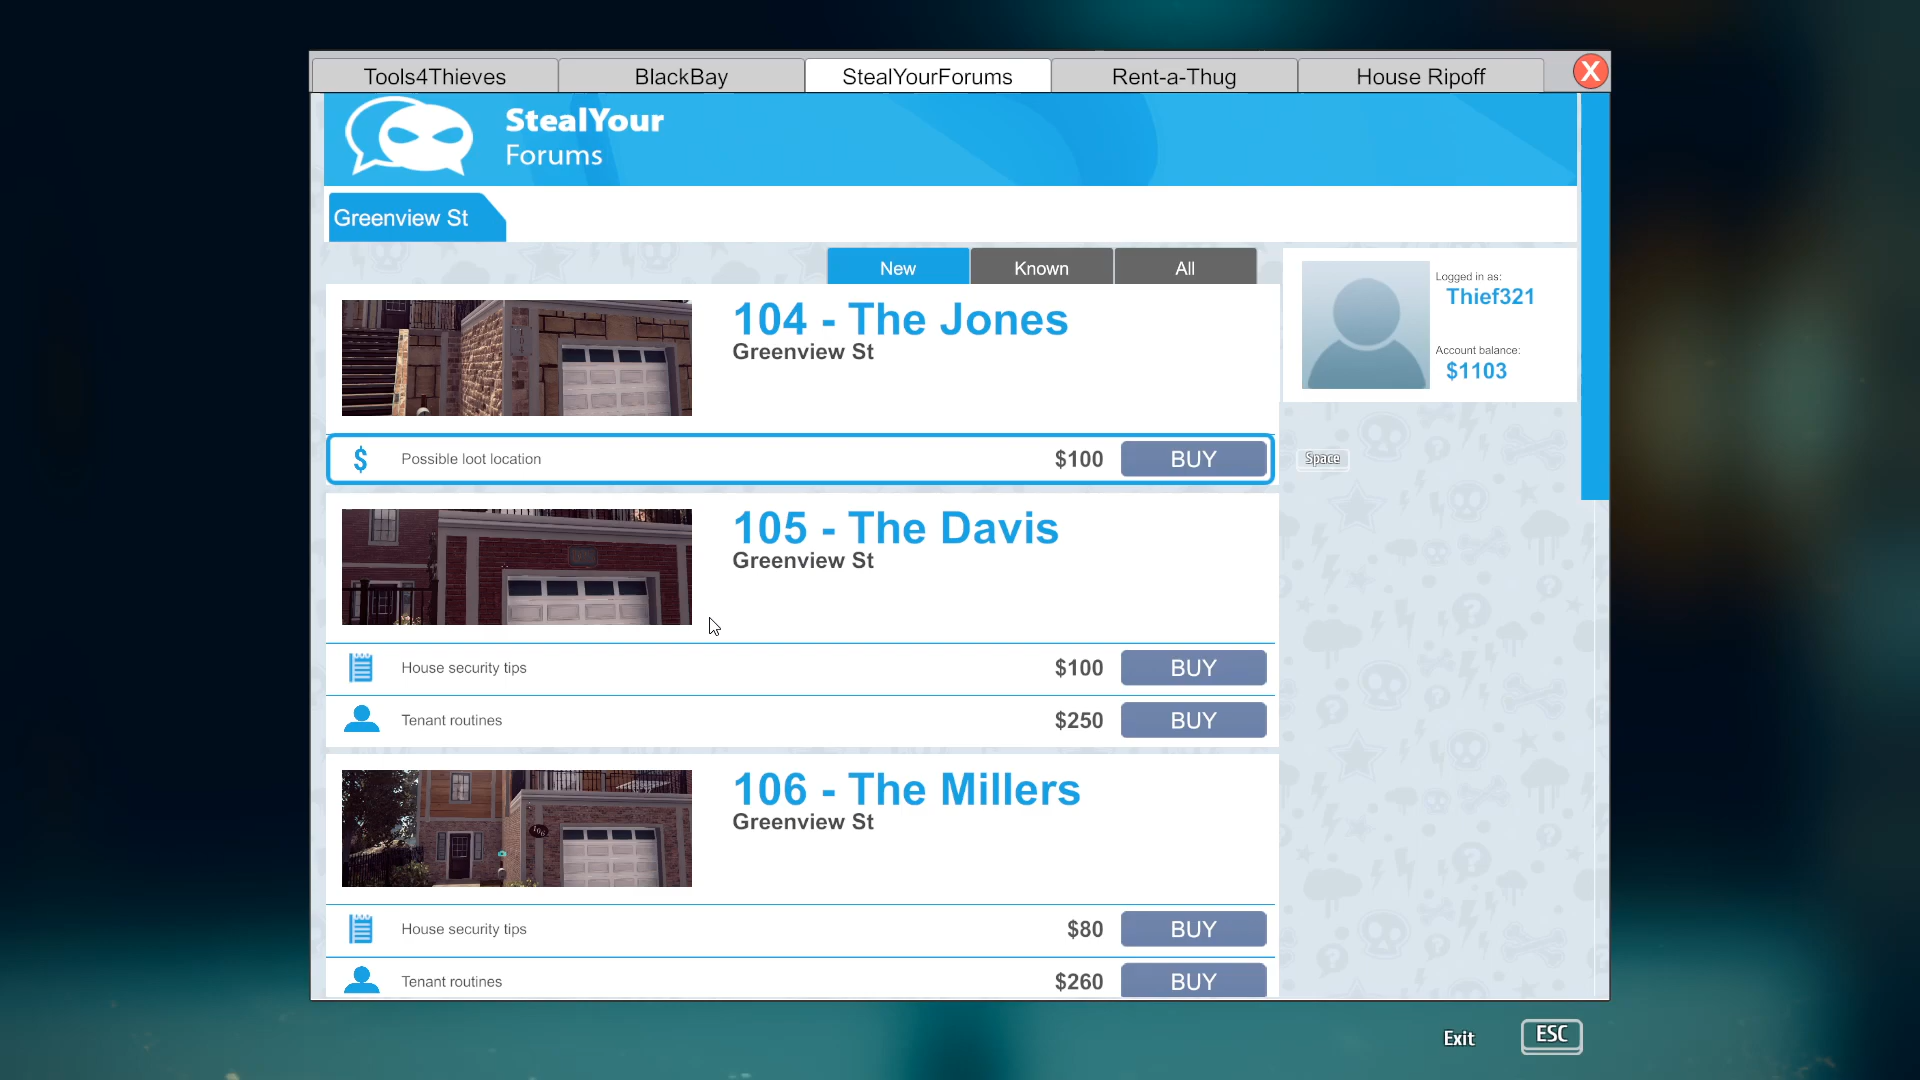 Tools4Thieves
BlackBay
StealYourForums
Rent-a-Thug
House Ripoff
X
StealYour
Forums
Greenview St
New
Known
All
Logged in as:
Thief321
Account balance:
$1103
104 - The Jones
Greenview St
$
Possible loot location
$100
BUY
Space
105 - The Davis
Greenview St
House security tips
$100
BUY
Tenant routines
$250
BUY
106
106 - The Millers
Greenview St
House security tips
$80
BUY
Tenant routines
$260
BUY
Exit
ESC